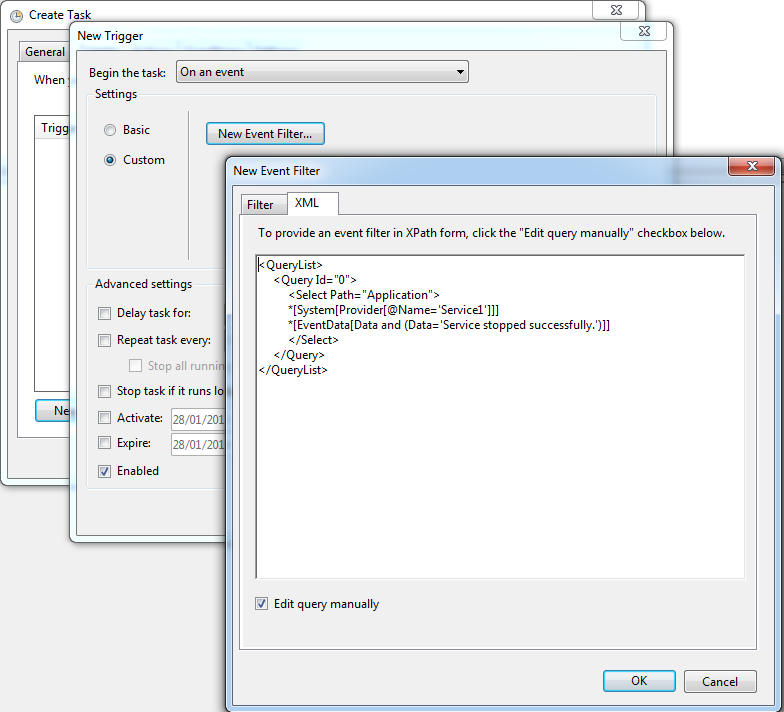 Create Task
General
When y
Trigg
Ne
New Trigger
Begin the task: On an event
Settings
Basic
Custom
New Event Filter...
Advanced settings
Delay task for:
Repeat task every:
Stop all runnin
Stop task if it runs lo
Activate: 28/01/201
Expire: 28/01/201
Enabled
New Event Filter
Filter XML
To provide an event filter in XPath form, click the "Edit query manually" checkbox below.
<QueryList>
<Query Id="0">
<Select Path="Application">
*[System[Provider[@Name='Service1']]]
*[EventData[Data and (Data='Service stopped successfully.')]]
</Select>
</Query>
</QueryList>
Edit query manually
OK Cancel